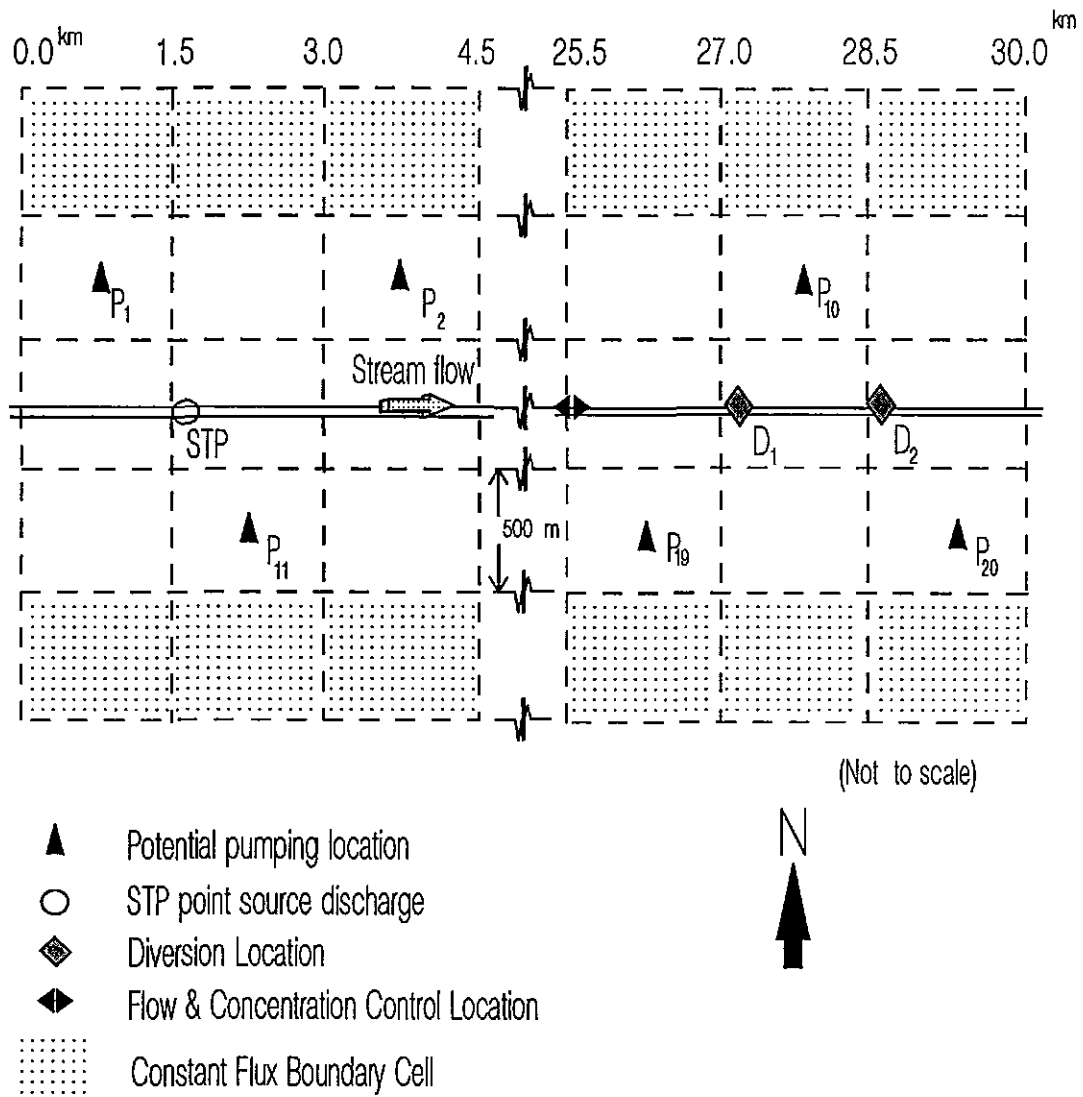 km km
0.0 1.5 3.0 4.5 25.5 27.0 28.5 30.0
P1 P2 P10
Stream flow
STP D1 D2
500 m
P11 P19 P20
(Not to scale)
N
Potential pumping location
STP point source discharge
Diversion Location
Flow & Concentration Control Location
Constant Flux Boundary Cell